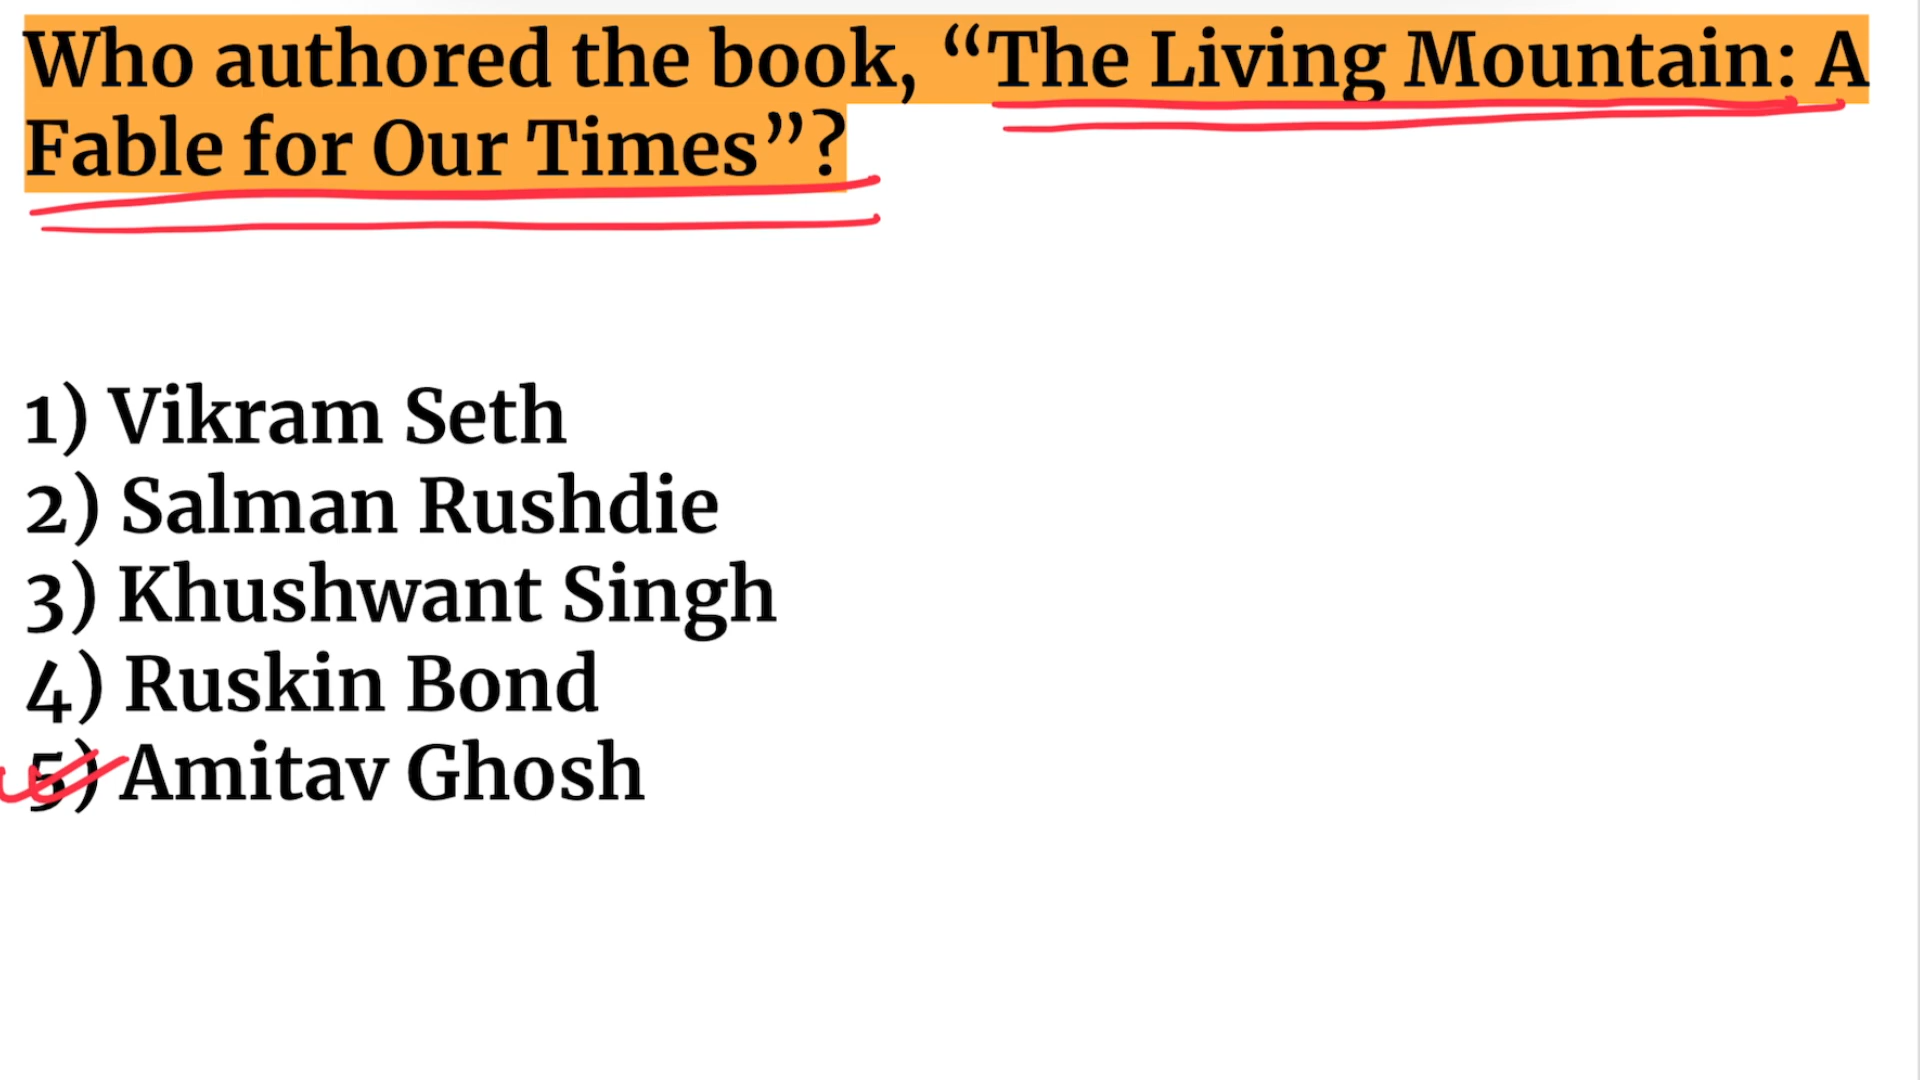 Who authored the book, “The Living Mountain: A
Fable for Our Times”?
1) Vikram Seth
2) Salman Rushdie
3) Khushwant Singh
4) Ruskin Bond
5) Amitav Ghosh